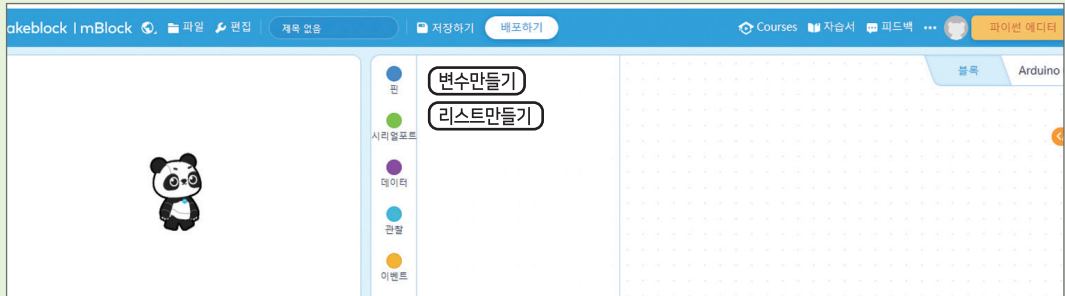 akeblock | mBlock 파일 편집 제목 없음 저장하기 배포하기 Courses 자습서 피드백 ••• 파이썬 에디터
블록 Arduino
핀
변수만들기
리스트만들기
시리얼포트
데이터
관찰
이벤트